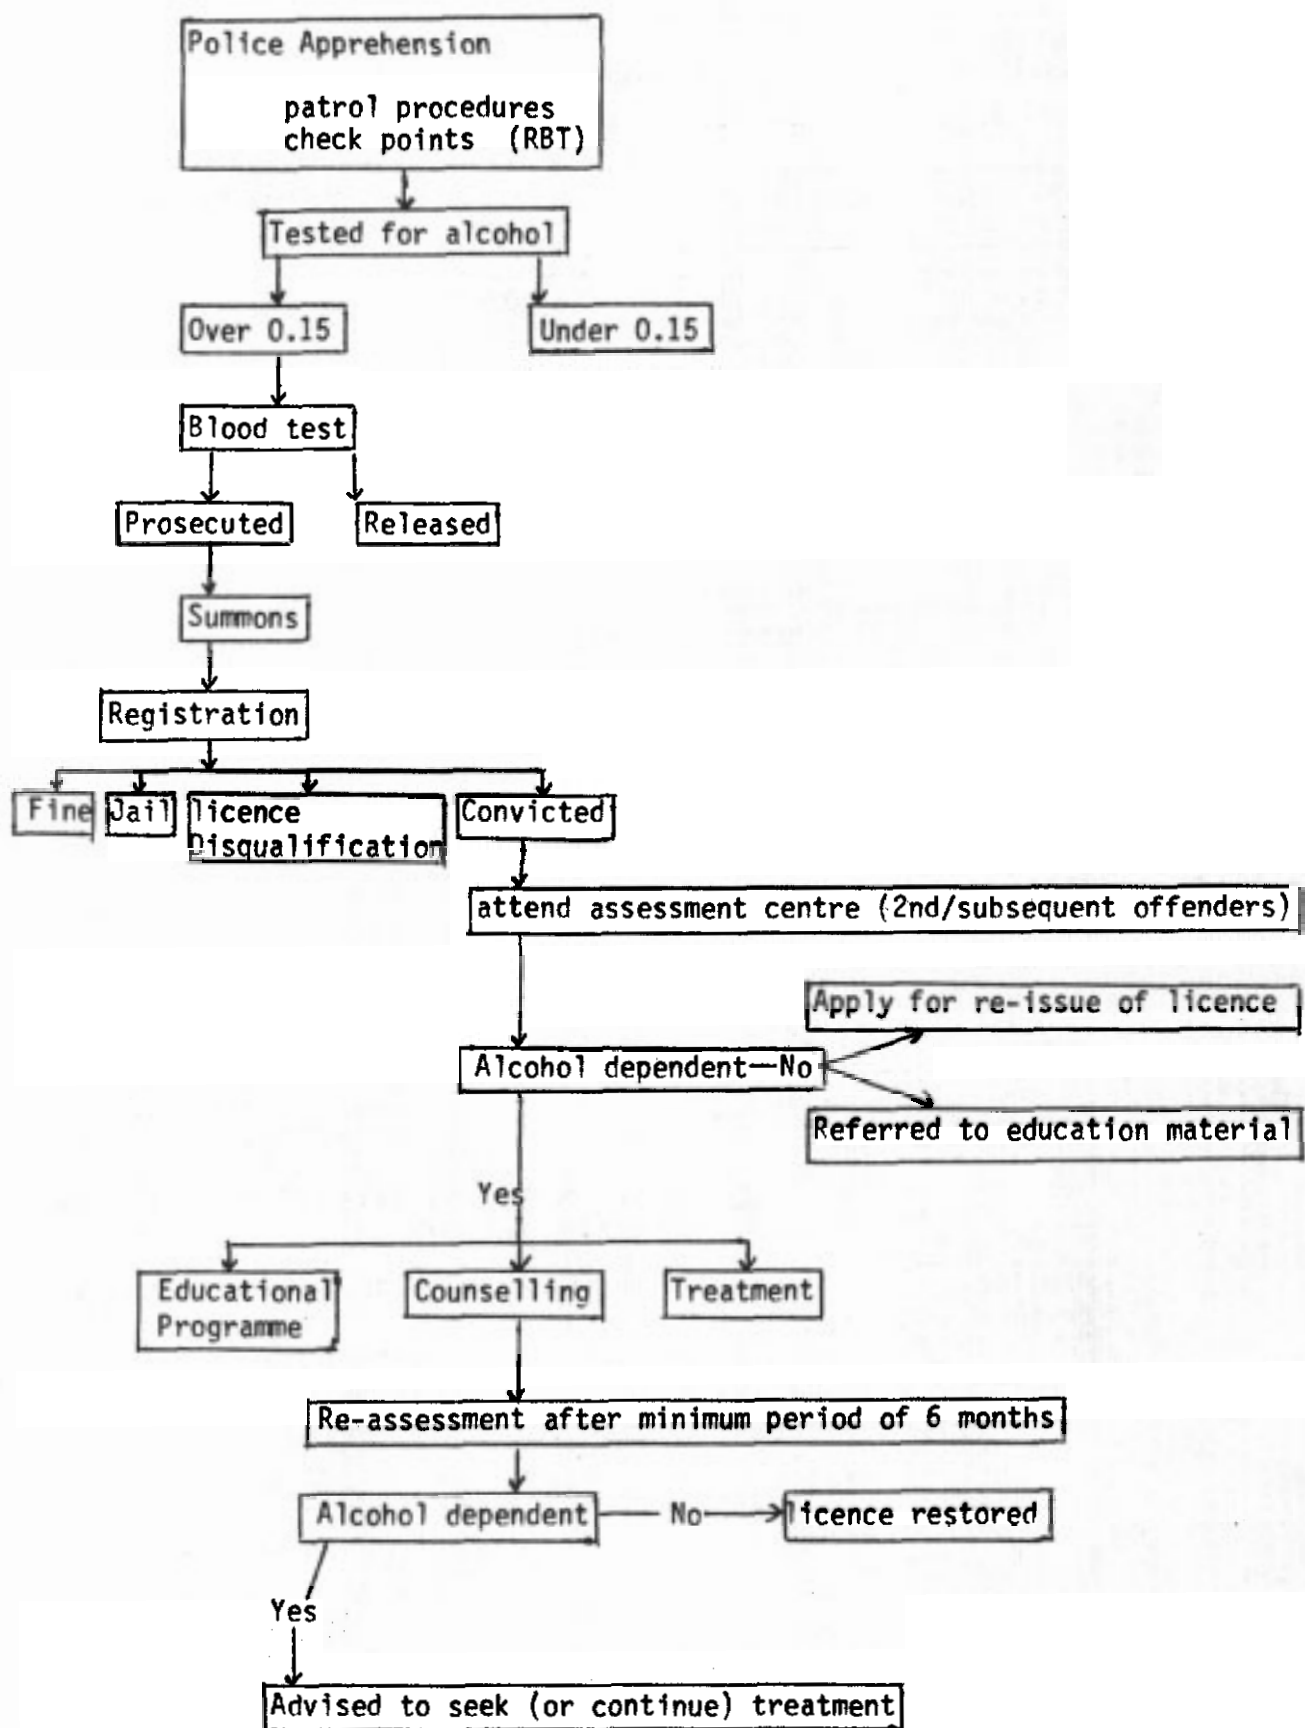 Police Apprehension
patrol procedures
check points (RBT)
Tested for alcohol
Over 0.15
Under 0.15
Blood test
Prosecuted
Released
Summons
Registration
Fine
Jail
licence
Disqualification
Convicted
attend assessment centre (2nd/subsequent offenders)
Apply for re-issue of licence
Alcohol dependent—No
Referred to education material
Yes
Educational
Programme
Counselling
Treatment
Re-assessment after minimum period of 6 months
Alcohol dependent
No
licence restored
Yes
Advised to seek (or continue) treatment